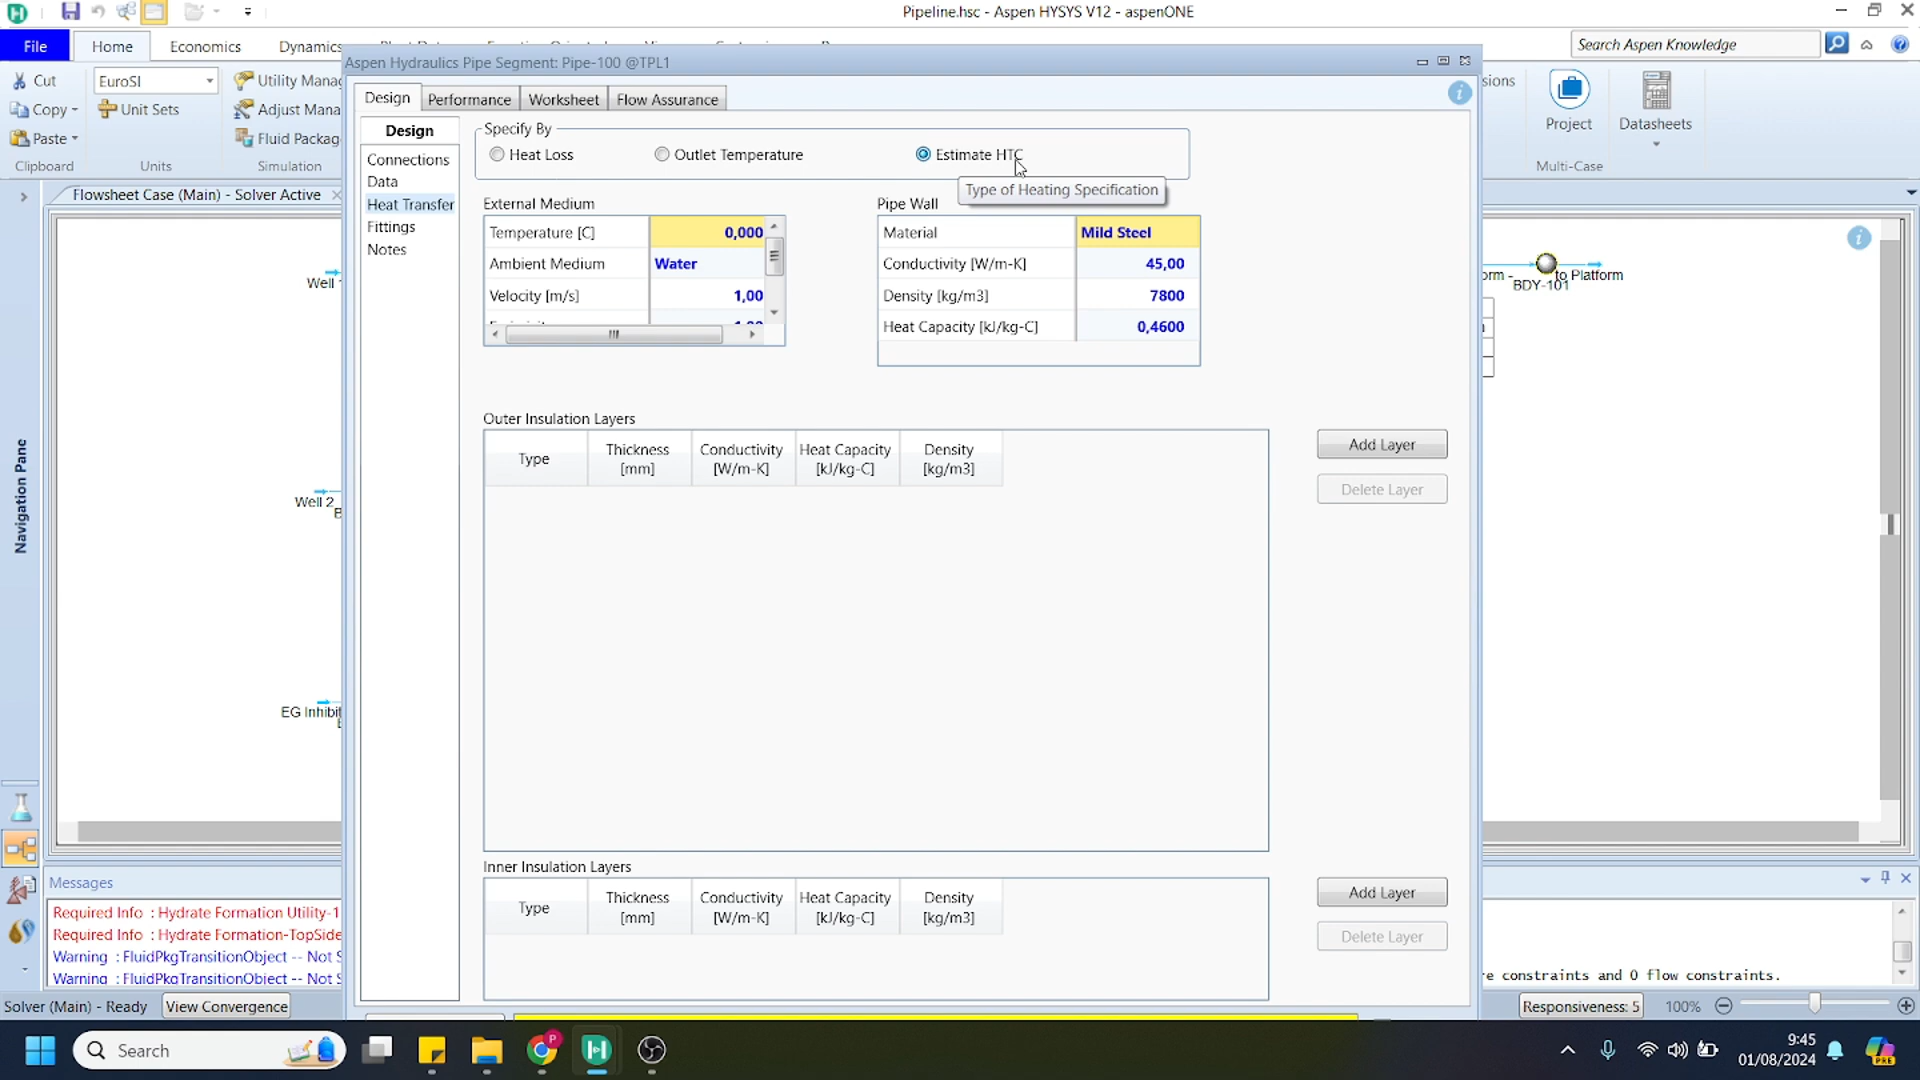 Pipeline.hsc - Aspen HYSYS V12 - aspenONE
File
Home
Economics
Dynamics
Search Aspen Knowledge
Cut
Copy
Paste
Clipboard
EuroSI
Unit Sets
Units
Utility Mana
Adjust Mana
Fluid Packag
Simulation
Project
Datasheets
Multi-Case
Flowsheet Case (Main) - Solver Active
Navigation Pane
Well 2
EG Inhibit
to Platform
BDY-101
Aspen Hydraulics Pipe Segment: Pipe-100 @TPL1
Design
Performance
Worksheet
Flow Assurance
Design
Connections
Data
Heat Transfer
Fittings
Notes
Specify By
Heat Loss
Outlet Temperature
Estimate HTC
Type of Heating Specification
External Medium
Temperature [C] 0,000
Ambient Medium Water
Velocity [m/s] 1,00
Pipe Wall
Material Mild Steel
Conductivity [W/m-K] 45,00
Density [kg/m3] 7800
Heat Capacity [kJ/kg-C] 0,4600
Outer Insulation Layers
Type
Thickness
[mm]
Conductivity
[W/m-K]
Heat Capacity
[kJ/kg-C]
Density
[kg/m3]
Add Layer
Delete Layer
Inner Insulation Layers
Type
Thickness
[mm]
Conductivity
[W/m-K]
Heat Capacity
[kJ/kg-C]
Density
[kg/m3]
Add Layer
Delete Layer
Messages
Required Info : Hydrate Formation Utility-1
Required Info : Hydrate Formation-TopSide
Warning : FluidPkgTransitionObject -- Not S
Warning : FluidPkgTransitionObject -- Not S
re constraints and 0 flow constraints.
Solver (Main) - Ready
View Convergence
Responsiveness: 5
100%
Search
9:45
01/08/2024
PRE